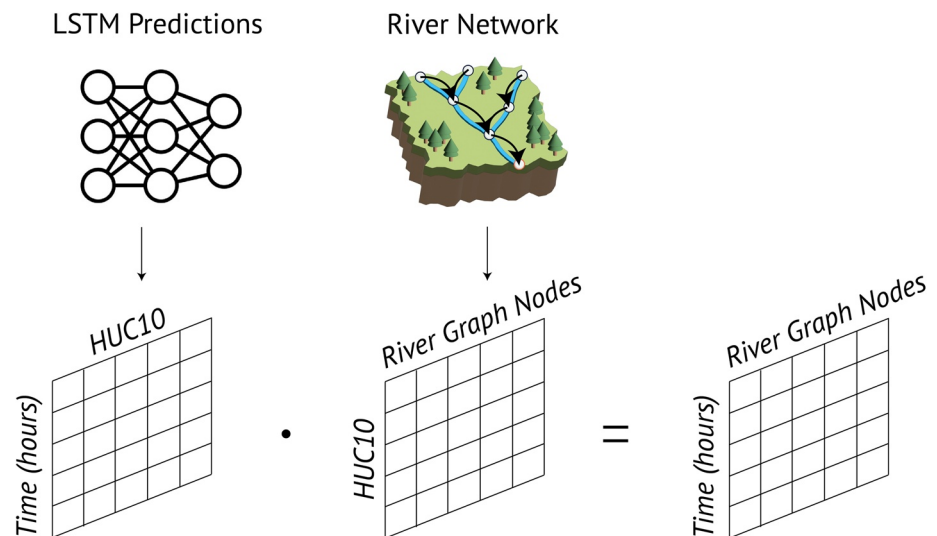 LSTM Predictions
River Network
HUC10
Time (hours)
River Graph Nodes
HUC10
River Graph Nodes
Time (hours)